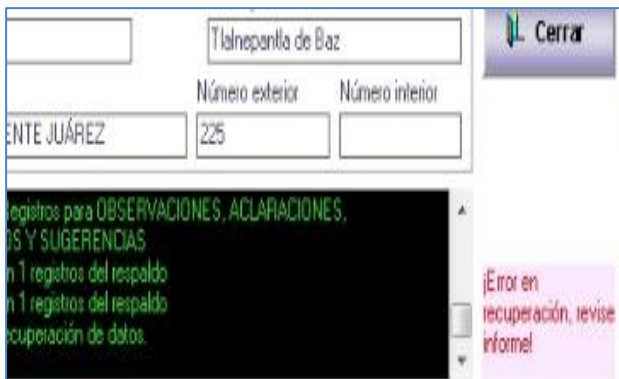 Tlalnepantla de Baz
Cerrar
Número exterior Número interior
ENTE JUÁREZ 225
egistros para OBSERVACIONES, ACLARACIONES,
OS Y SUGERENCIAS
n 1 registros del respaldo
n 1 registros del respaldo
ecuperación de datos.
¡Error en
recuperación, revise
informe!